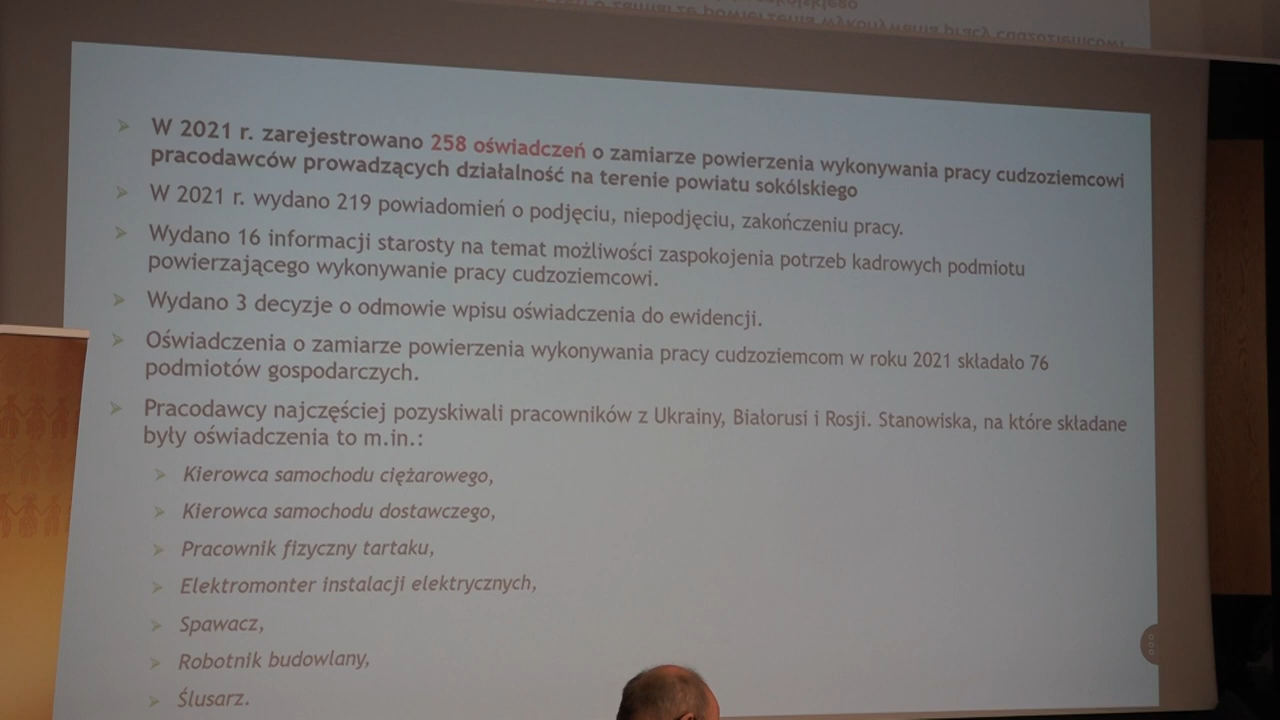 W 2021 r. zarejestrowano 258 oświadczeń o zamiarze powierzenia wykonywania pracy cudzoziemcowi
pracodawców prowadzących działalność na terenie powiatu sokólskiego
W 2021 r. wydano 219 powiadomień o podjęciu, niepodjęciu, zakończeniu pracy.
Wydano 16 informacji starosty na temat możliwości zaspokojenia potrzeb kadrowych podmiotu
powierzającego wykonywanie pracy cudzoziemcowi.
Wydano 3 decyzje o odmowie wpisu oświadczenia do ewidencji.
Oświadczenia o zamiarze powierzenia wykonywania pracy cudzoziemcom w roku 2021 składało 76
podmiotów gospodarczych.
Pracodawcy najczęściej pozyskiwali pracowników z Ukrainy, Białorusi i Rosji. Stanowiska, na które składane
były oświadczenia to m.in.:
Kierowca samochodu ciężarowego,
Kierowca samochodu dostawczego,
Pracownik fizyczny tartaku,
Elektromonter instalacji elektrycznych,
Spawacz,
Robotnik budowlany,
Ślusarz.